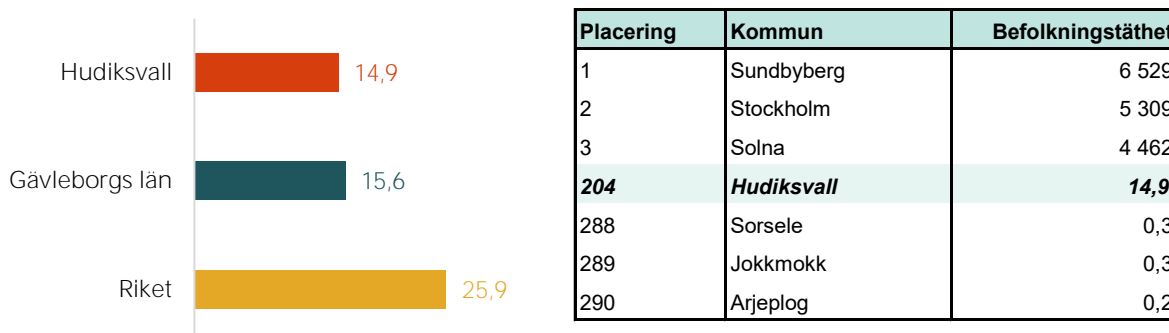 Hudiksvall 14,9
Gävleborgs län 15,6
Riket 25,9
Placering Kommun Befolkningstäthet
1 Sundbyberg 6 529
2 Stockholm 5 309
3 Solna 4 462
204 Hudiksvall 14,9
288 Sorsele 0,3
289 Jokkmokk 0,3
290 Arjeplog 0,2